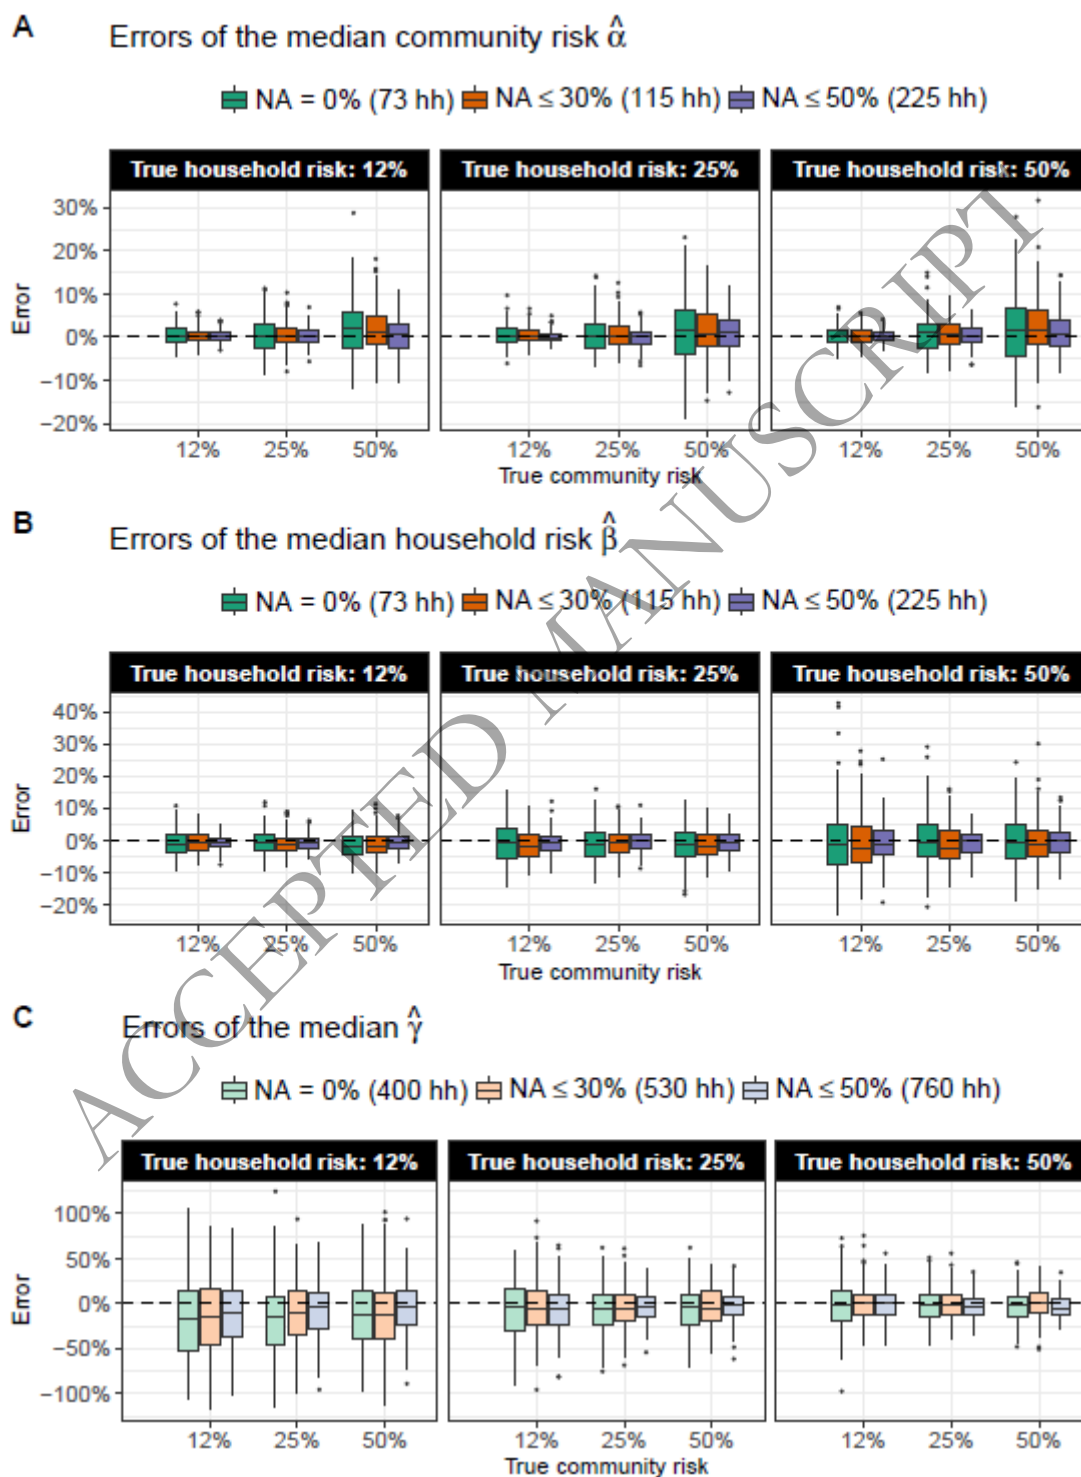 A
Errors of the median community risk α̂
NA = 0% (73 hh) NA ≤ 30% (115 hh) NA ≤ 50% (225 hh)
True household risk: 12% True household risk: 25% True household risk: 50%
30%
20%
10%
0%
−10%
−20%
Error
12% 25% 50% 12% 25% 50% 12% 25% 50%
True community risk
B
Errors of the median household risk β̂
NA = 0% (73 hh) NA ≤ 30% (115 hh) NA ≤ 50% (225 hh)
True household risk: 12% True household risk: 25% True household risk: 50%
40%
30%
20%
10%
0%
−10%
−20%
Error
12% 25% 50% 12% 25% 50% 12% 25% 50%
True community risk
C
Errors of the median γ̂
NA = 0% (400 hh) NA ≤ 30% (530 hh) NA ≤ 50% (760 hh)
True household risk: 12% True household risk: 25% True household risk: 50%
100%
50%
0%
−50%
−100%
Error
12% 25% 50% 12% 25% 50% 12% 25% 50%
True community risk
ACCEPTED MANUSCRIPT